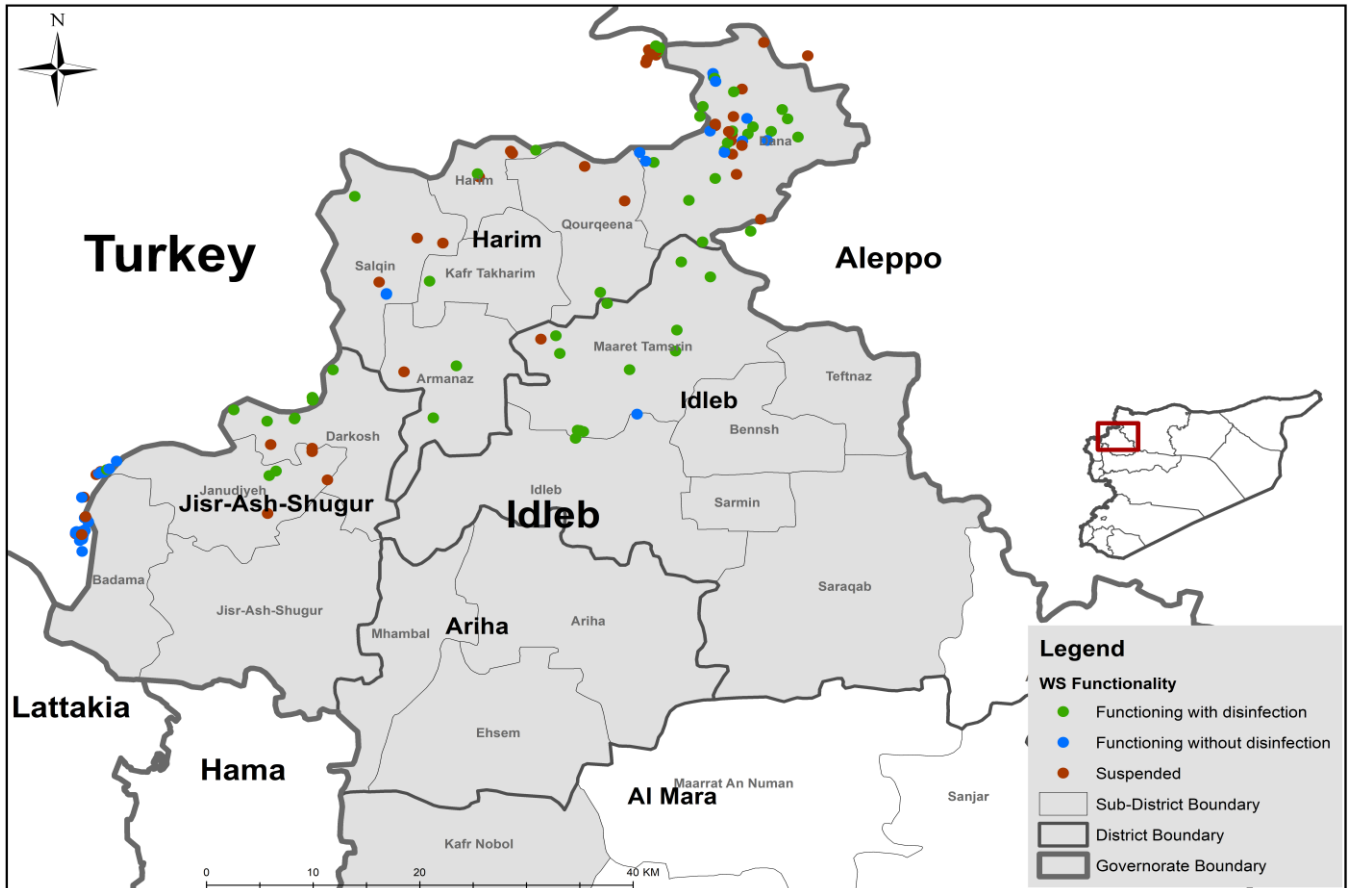 N
Turkey
Harim
Harim
Qourqeena
Dana
Salqin
Kafr Takharim
Aleppo
Armanaz
Maaret Tamsrin
Teftnaz
Idleb
Bennsh
Darkosh
Janudiyeh
Jisr-Ash-Shugur
Idleb
Idleb
Sarmin
Badama
Jisr-Ash-Shugur
Saraqab
Mhambal
Ariha
Ariha
Lattakia
Ehsem
Hama
Maarrat An Numan
Al Mara
Sanjar
Kafr Nobol
0 10 20 40 KM
Legend
WS Functionality
Functioning with disinfection
Functioning without disinfection
Suspended
Sub-District Boundary
District Boundary
Governorate Boundary